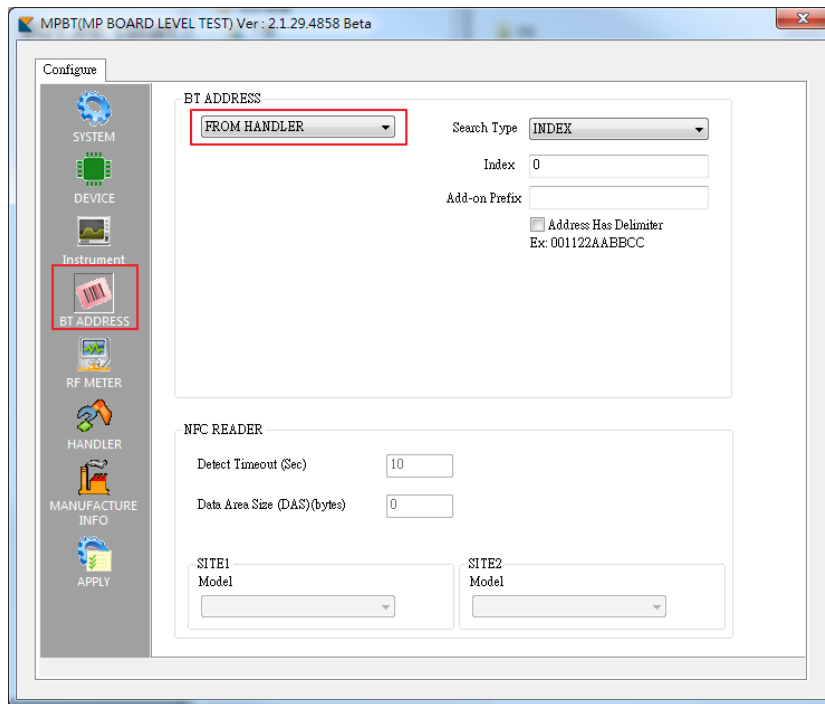 MPBT(MP BOARD LEVEL TEST) Ver : 2.1.29.4858 Beta
Configure
SYSTEM
DEVICE
Instrument
BT ADDRESS
RF METER
HANDLER
MANUFACTURE
INFO
APPLY
BT ADDRESS
FROM HANDLER
Search Type INDEX
Index 0
Add-on Prefix
Address Has Delimiter
Ex: 001122AABBCC
NFC READER
Detect Timeout (Sec) 10
Data Area Size (DAS)(bytes) 0
SITE1
Model
SITE2
Model